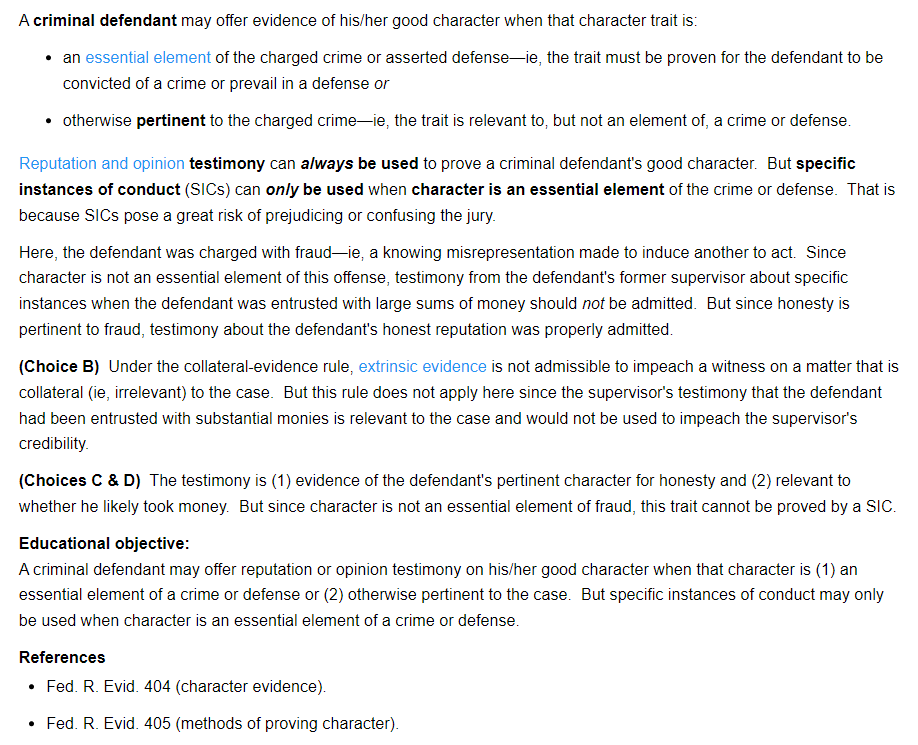 A criminal defendant may offer evidence of his/her good character when that character trait is:
• an essential element of the charged crime or asserted defense—ie, the trait must be proven for the defendant to be
convicted of a crime or prevail in a defense or
• otherwise pertinent to the charged crime—ie, the trait is relevant to, but not an element of, a crime or defense.
Reputation and opinion testimony can always be used to prove a criminal defendant's good character.  But specific
instances of conduct (SICs) can only be used when character is an essential element of the crime or defense.  That is
because SICs pose a great risk of prejudicing or confusing the jury.
Here, the defendant was charged with fraud—ie, a knowing misrepresentation made to induce another to act.  Since
character is not an essential element of this offense, testimony from the defendant's former supervisor about specific
instances when the defendant was entrusted with large sums of money should not be admitted.  But since honesty is
pertinent to fraud, testimony about the defendant's honest reputation was properly admitted.
(Choice B)  Under the collateral-evidence rule, extrinsic evidence is not admissible to impeach a witness on a matter that is
collateral (ie, irrelevant) to the case.  But this rule does not apply here since the supervisor's testimony that the defendant
had been entrusted with substantial monies is relevant to the case and would not be used to impeach the supervisor's
credibility.
(Choices C & D)  The testimony is (1) evidence of the defendant's pertinent character for honesty and (2) relevant to
whether he likely took money.  But since character is not an essential element of fraud, this trait cannot be proved by a SIC.
Educational objective:
A criminal defendant may offer reputation or opinion testimony on his/her good character when that character is (1) an
essential element of a crime or defense or (2) otherwise pertinent to the case.  But specific instances of conduct may only
be used when character is an essential element of a crime or defense.
References
• Fed. R. Evid. 404 (character evidence).
• Fed. R. Evid. 405 (methods of proving character).